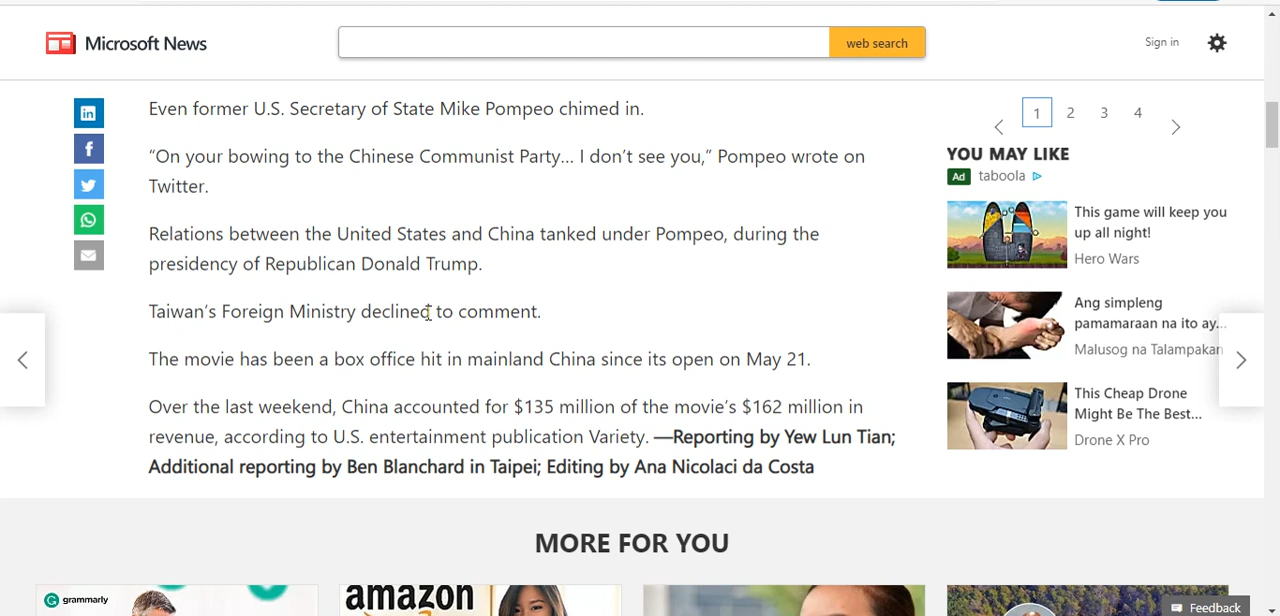 Microsoft News
web search
Sign in
Even former U.S. Secretary of State Mike Pompeo chimed in.
“On your bowing to the Chinese Communist Party… I don’t see you,” Pompeo wrote on
Twitter.
Relations between the United States and China tanked under Pompeo, during the
presidency of Republican Donald Trump.
Taiwan’s Foreign Ministry declined to comment.
The movie has been a box office hit in mainland China since its open on May 21.
Over the last weekend, China accounted for $135 million of the movie’s $162 million in
revenue, according to U.S. entertainment publication Variety. —Reporting by Yew Lun Tian;
Additional reporting by Ben Blanchard in Taipei; Editing by Ana Nicolaci da Costa
1 2 3 4
YOU MAY LIKE
Ad taboola
This game will keep you
up all night!
Hero Wars
Ang simpleng
pamamaraan na ito ay...
Malusog na Talampakan
This Cheap Drone
Might Be The Best...
Drone X Pro
MORE FOR YOU
grammarly
amazon
Feedback